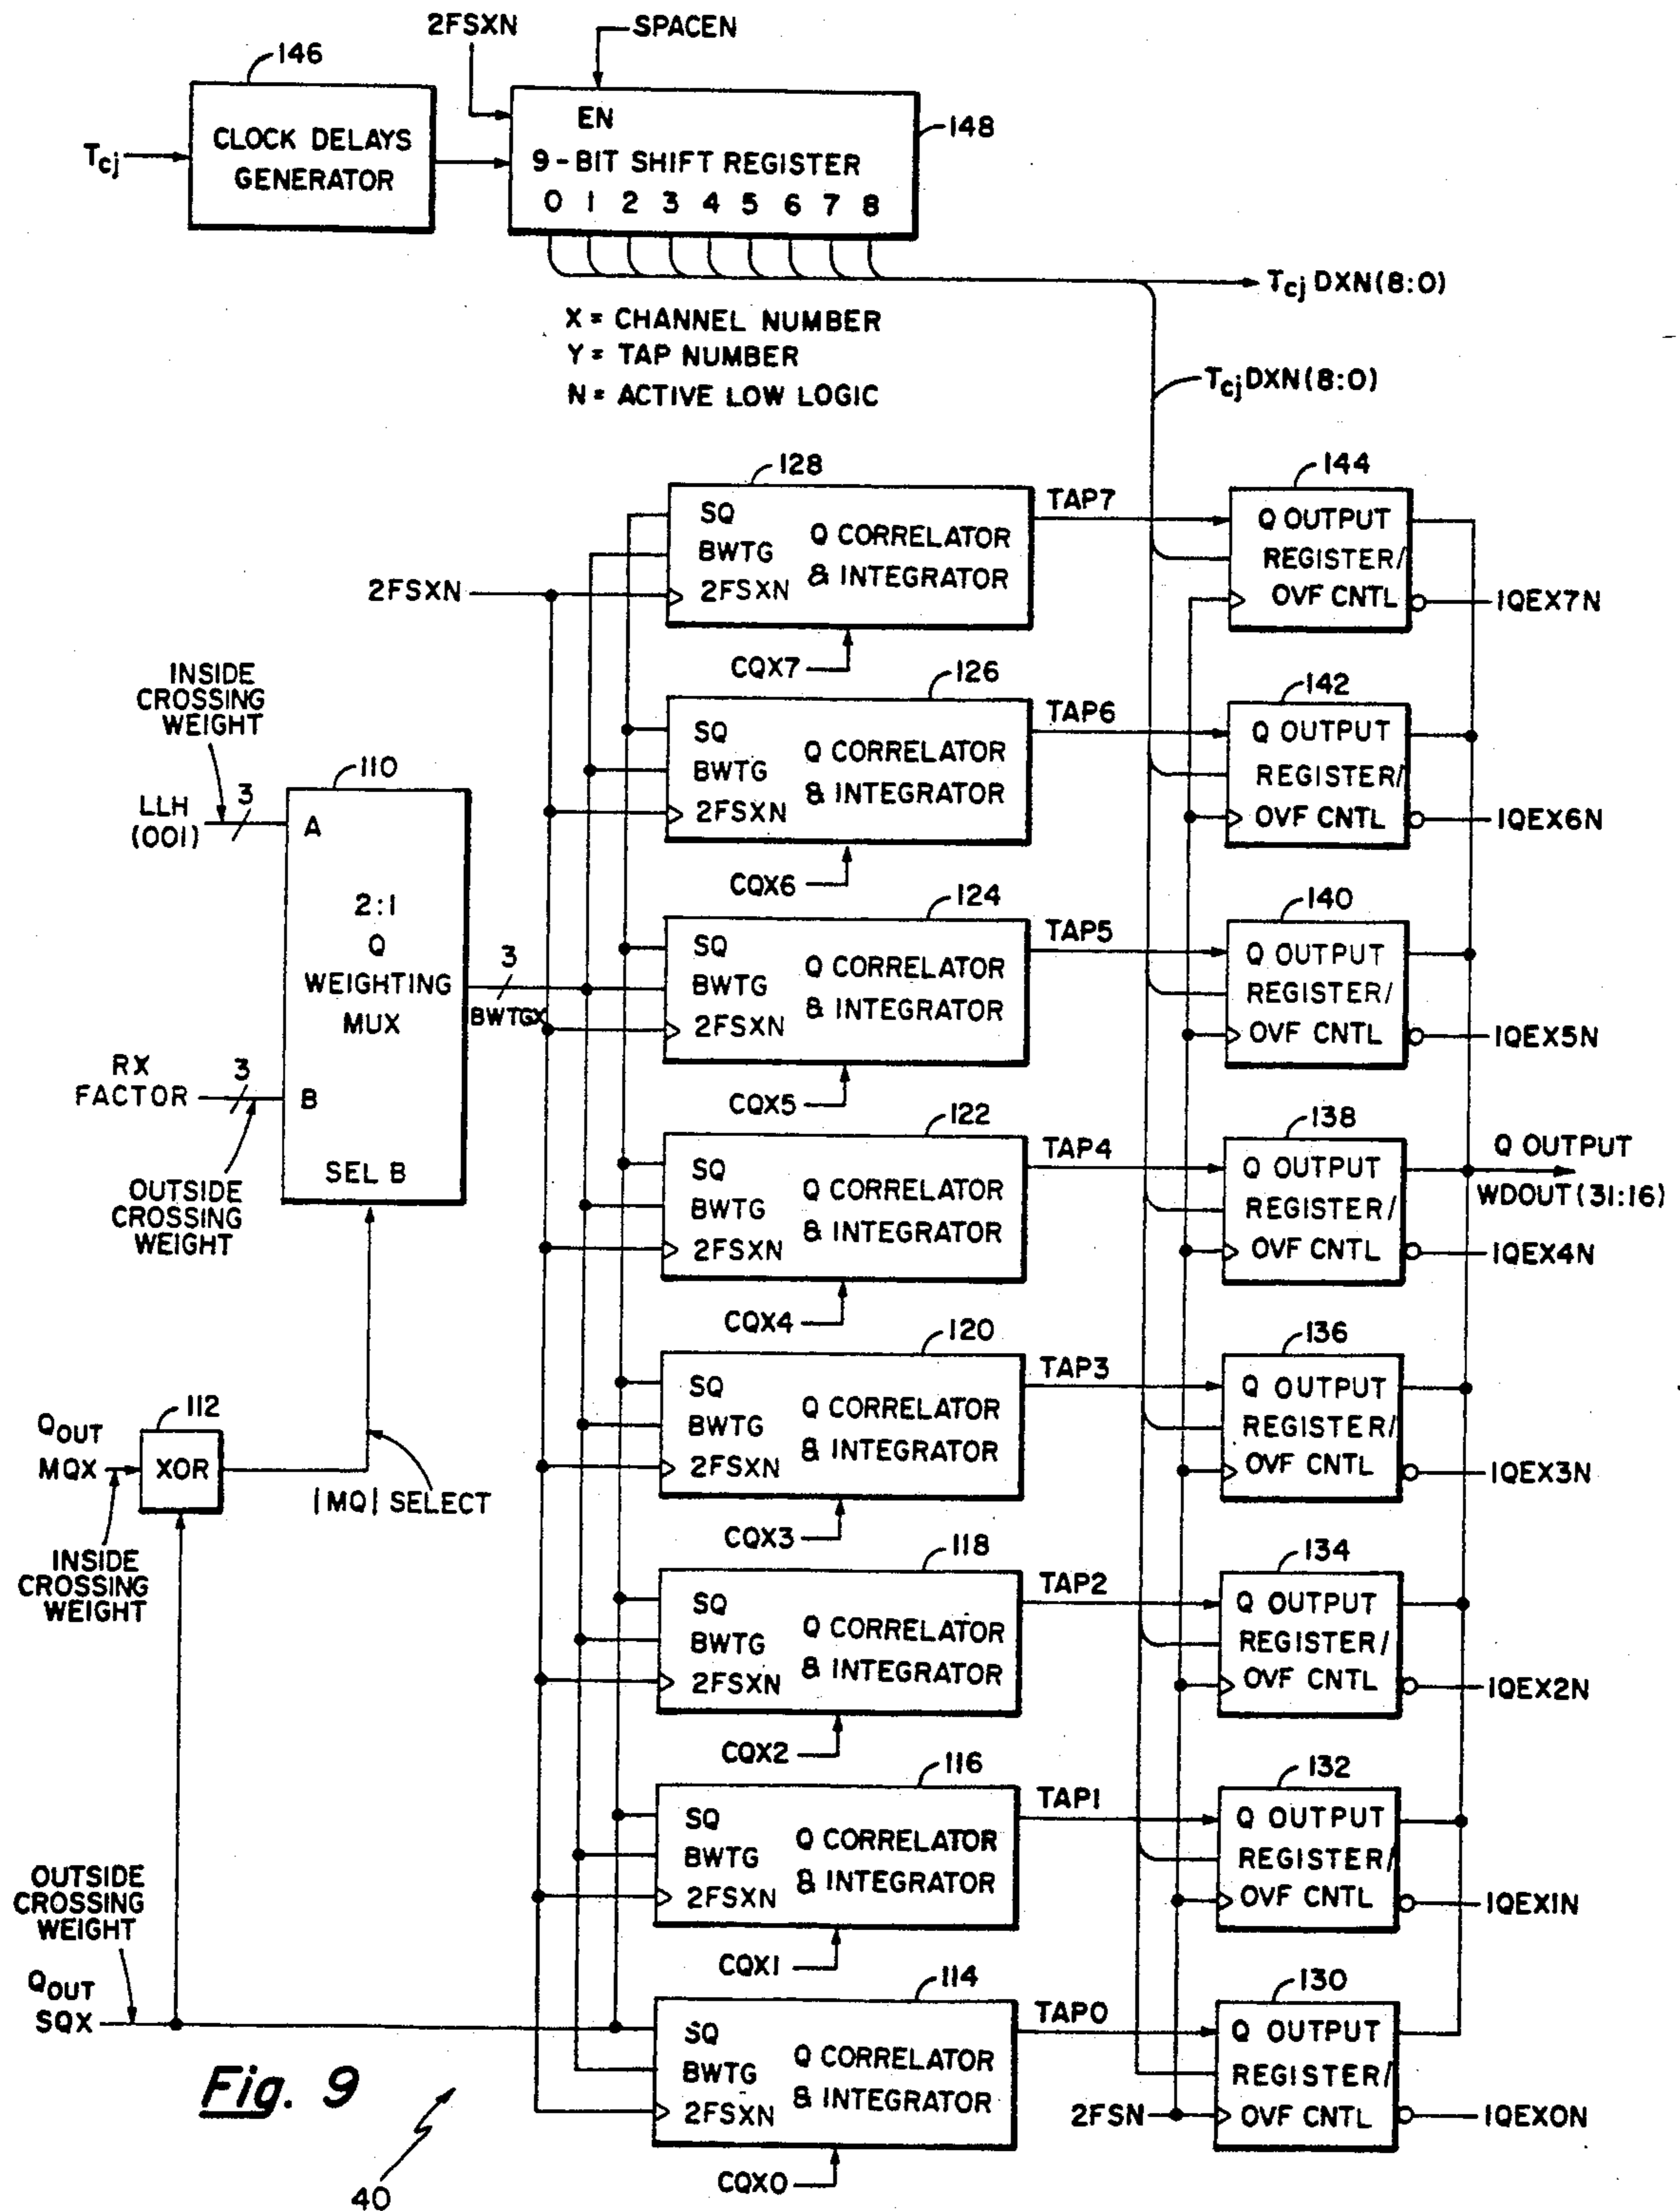 2FSXN
SPACEN
146
CLOCK DELAYS
GENERATOR
Tcj
EN
9-BIT SHIFT REGISTER
0 1 2 3 4 5 6 7 8
148
Tcj DXN(8:0)
X = CHANNEL NUMBER
Y = TAP NUMBER
N = ACTIVE LOW LOGIC
Tcj DXN(8:0)
128
SQ
BWTG
2FSXN
Q CORRELATOR
& INTEGRATOR
TAP7
144
Q OUTPUT
REGISTER/
OVF CNTL
IQEX7N
2FSXN
CQX7
126
SQ
BWTG
2FSXN
Q CORRELATOR
& INTEGRATOR
TAP6
142
Q OUTPUT
REGISTER/
OVF CNTL
IQEX6N
CQX6
INSIDE
CROSSING
WEIGHT
3
LLH
(001)
110
A
2:1
Q
WEIGHTING
MUX
B
SEL B
3
BWTGX
RX
FACTOR
3
OUTSIDE
CROSSING
WEIGHT
124
SQ
BWTG
2FSXN
Q CORRELATOR
& INTEGRATOR
TAP5
140
Q OUTPUT
REGISTER/
OVF CNTL
IQEX5N
CQX5
122
SQ
BWTG
2FSXN
Q CORRELATOR
& INTEGRATOR
TAP4
138
Q OUTPUT
REGISTER/
OVF CNTL
IQEX4N
Q OUTPUT
WDOUT(31:16)
CQX4
120
SQ
BWTG
2FSXN
Q CORRELATOR
& INTEGRATOR
TAP3
136
Q OUTPUT
REGISTER/
OVF CNTL
IQEX3N
CQX3
QOUT
MQX
112
XOR
|MQ| SELECT
INSIDE
CROSSING
WEIGHT
118
SQ
BWTG
2FSXN
Q CORRELATOR
& INTEGRATOR
TAP2
134
Q OUTPUT
REGISTER/
OVF CNTL
IQEX2N
CQX2
116
SQ
BWTG
2FSXN
Q CORRELATOR
& INTEGRATOR
TAP1
132
Q OUTPUT
REGISTER/
OVF CNTL
IQEX1N
CQX1
OUTSIDE
CROSSING
WEIGHT
QOUT
SQX
114
SQ
BWTG
2FSXN
Q CORRELATOR
& INTEGRATOR
TAP0
130
Q OUTPUT
REGISTER/
OVF CNTL
IQEX0N
2FSN
CQX0
Fig. 9
40